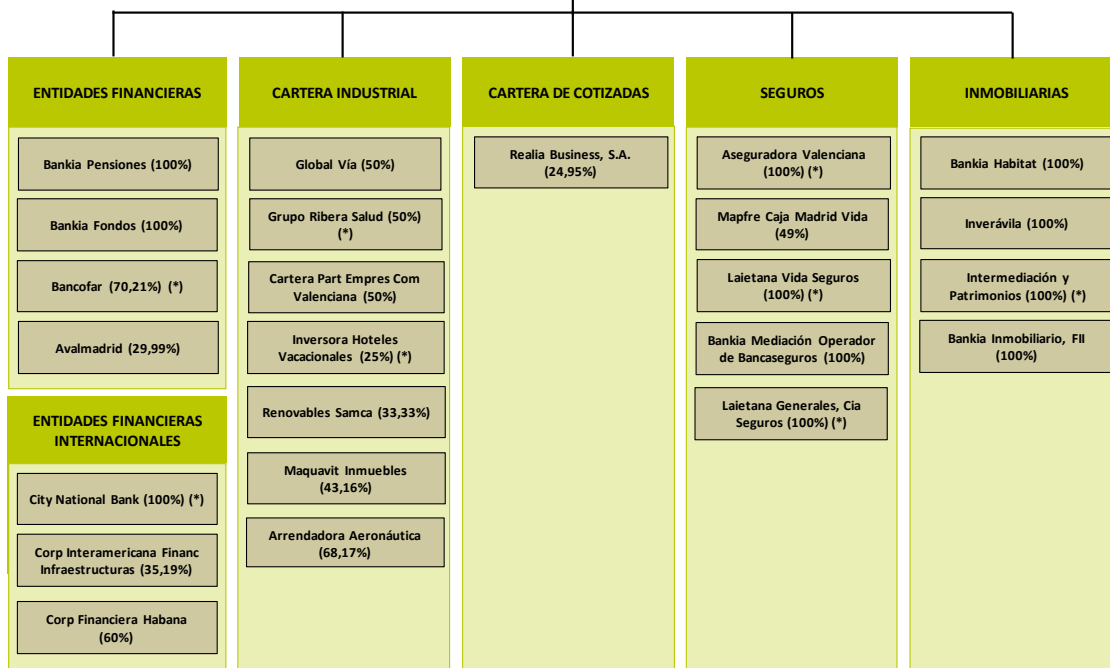 ENTIDADES FINANCIERAS
Bankia Pensiones (100%)
Bankia Fondos (100%)
Bancofar (70,21%) (*)
Avalmadrid (29,99%)
ENTIDADES FINANCIERAS
INTERNACIONALES
City National Bank (100%) (*)
Corp Interamericana Financ
Infraestructuras (35,19%)
Corp Financiera Habana
(60%)
CARTERA INDUSTRIAL
Global Vía (50%)
Grupo Ribera Salud (50%)
(*)
Cartera Part Empres Com
Valenciana (50%)
Inversora Hoteles
Vacacionales (25%) (*)
Renovables Samca (33,33%)
Maquavit Inmuebles
(43,16%)
Arrendadora Aeronáutica
(68,17%)
CARTERA DE COTIZADAS
Realia Business, S.A.
(24,95%)
SEGUROS
Aseguradora Valenciana
(100%) (*)
Mapfre Caja Madrid Vida
(49%)
Laietana Vida Seguros
(100%) (*)
Bankia Mediación Operador
de Bancaseguros (100%)
Laietana Generales, Cia
Seguros (100%) (*)
INMOBILIARIAS
Bankia Habitat (100%)
Inverávila (100%)
Intermediación y
Patrimonios (100%) (*)
Bankia Inmobiliario, FII
(100%)